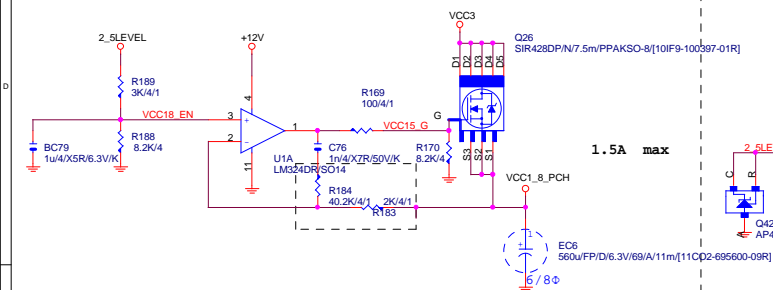 VCC3
2_5LEVEL
+12V
Q26
SIR428DP/N/7.5m/PPAKSO-8/[10IF9-100397-01R]
D1
D2
D3
D4
D5
D
R189
3K/4/1
R169
100/4/1
4
VCC18_EN
3
+
1
VCC15_G
G
2
-
BC79
1u/4/X5R/6.3V/K
R188
8.2K/4
U1A
LM324DR/SO14
11
C76
1n/4/X7R/50V/K
R170
8.2K/4
S3
S2
S1
1.5A max
2_5LE
C
R
VCC1_8_PCH
R184
40.2K/4/1
2K/4/1
R183
Q42
AP4
A
1
+
EC6
560u/FP/D/6.3V/69/A/11m/[11CO2-695600-09R]
6/8Φ